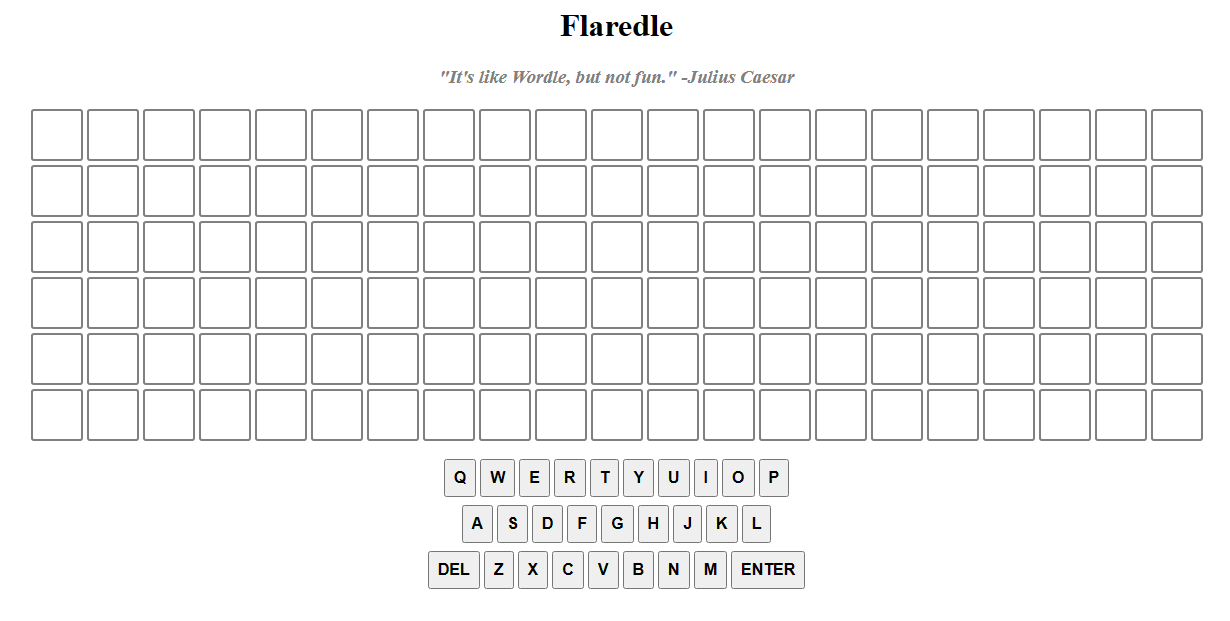 Flaredle
"It's like Wordle, but not fun." -Julius Caesar
Q W E R T Y U I O P
A S D F G H J K L
DEL Z X C V B N M ENTER